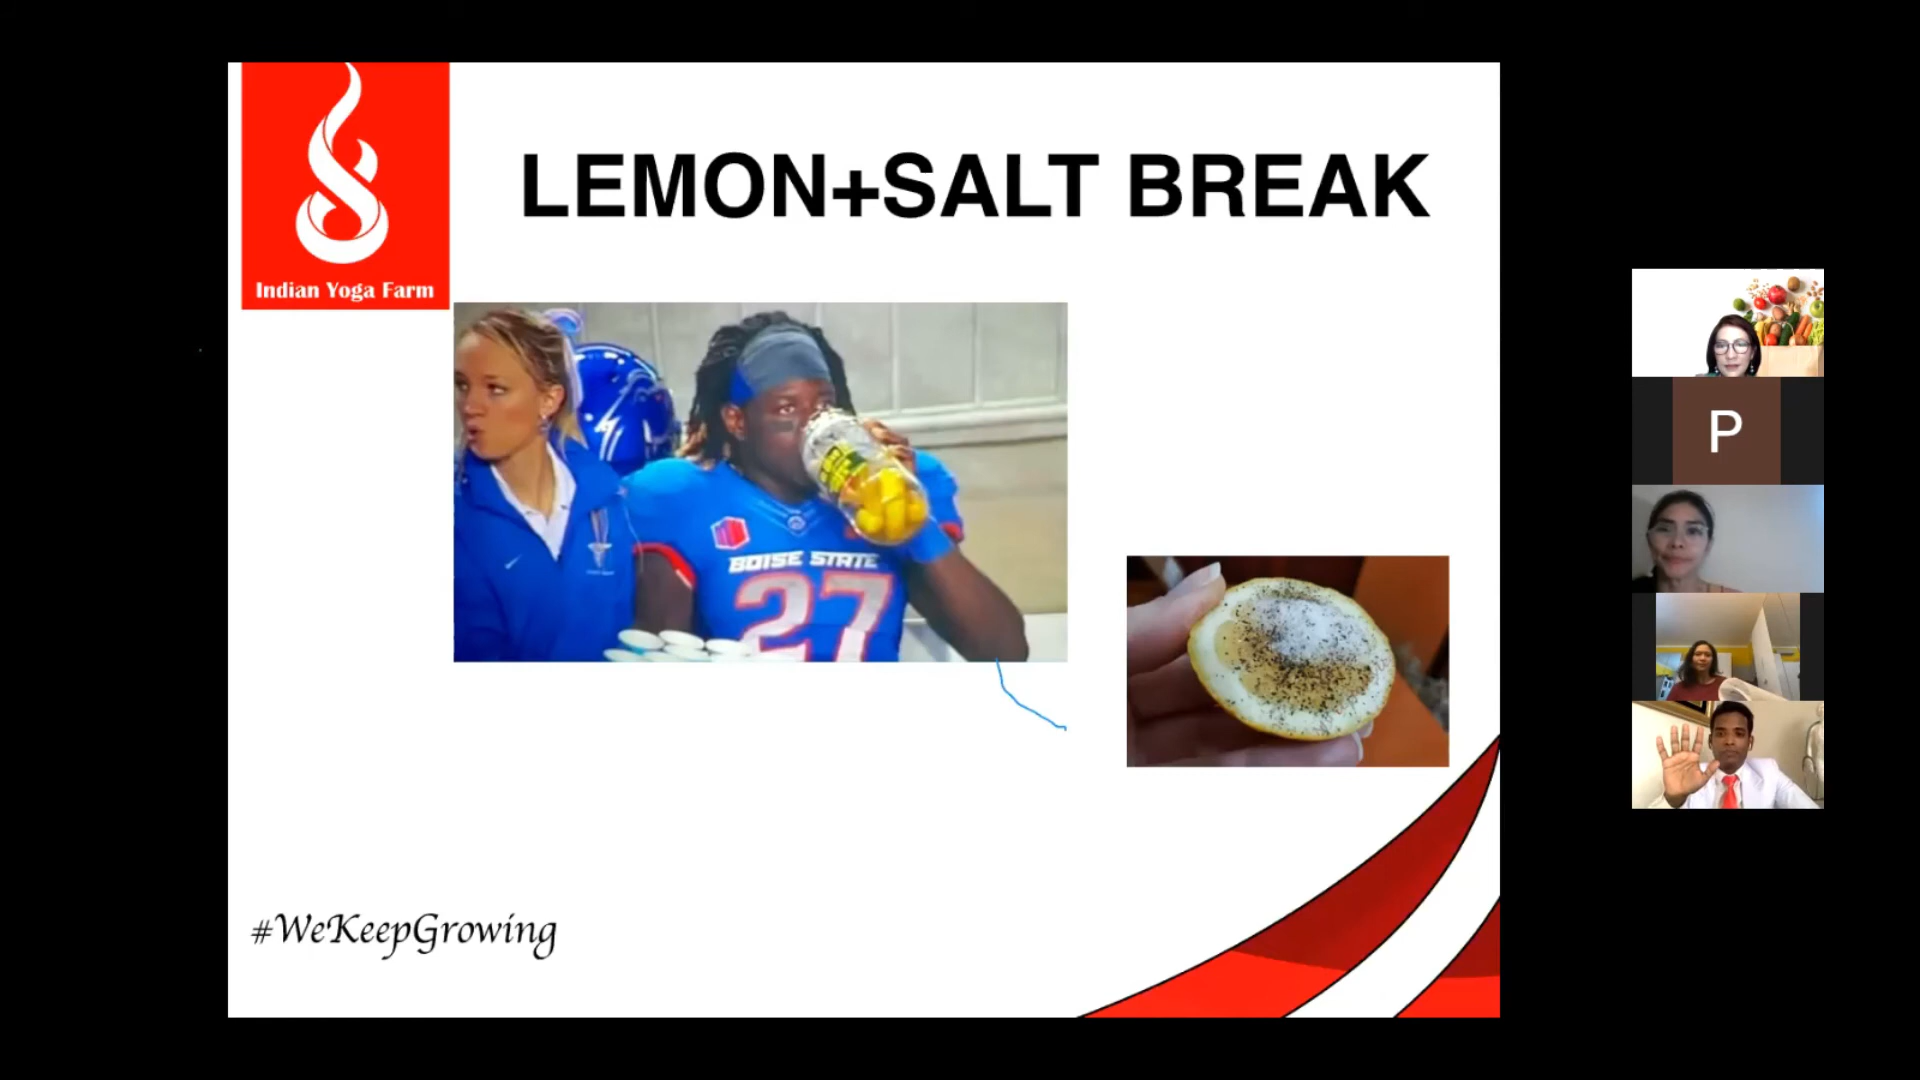 LEMON+SALT BREAK
Indian Yoga Farm
BOISE STATE
27
#WeKeepGrowing
P